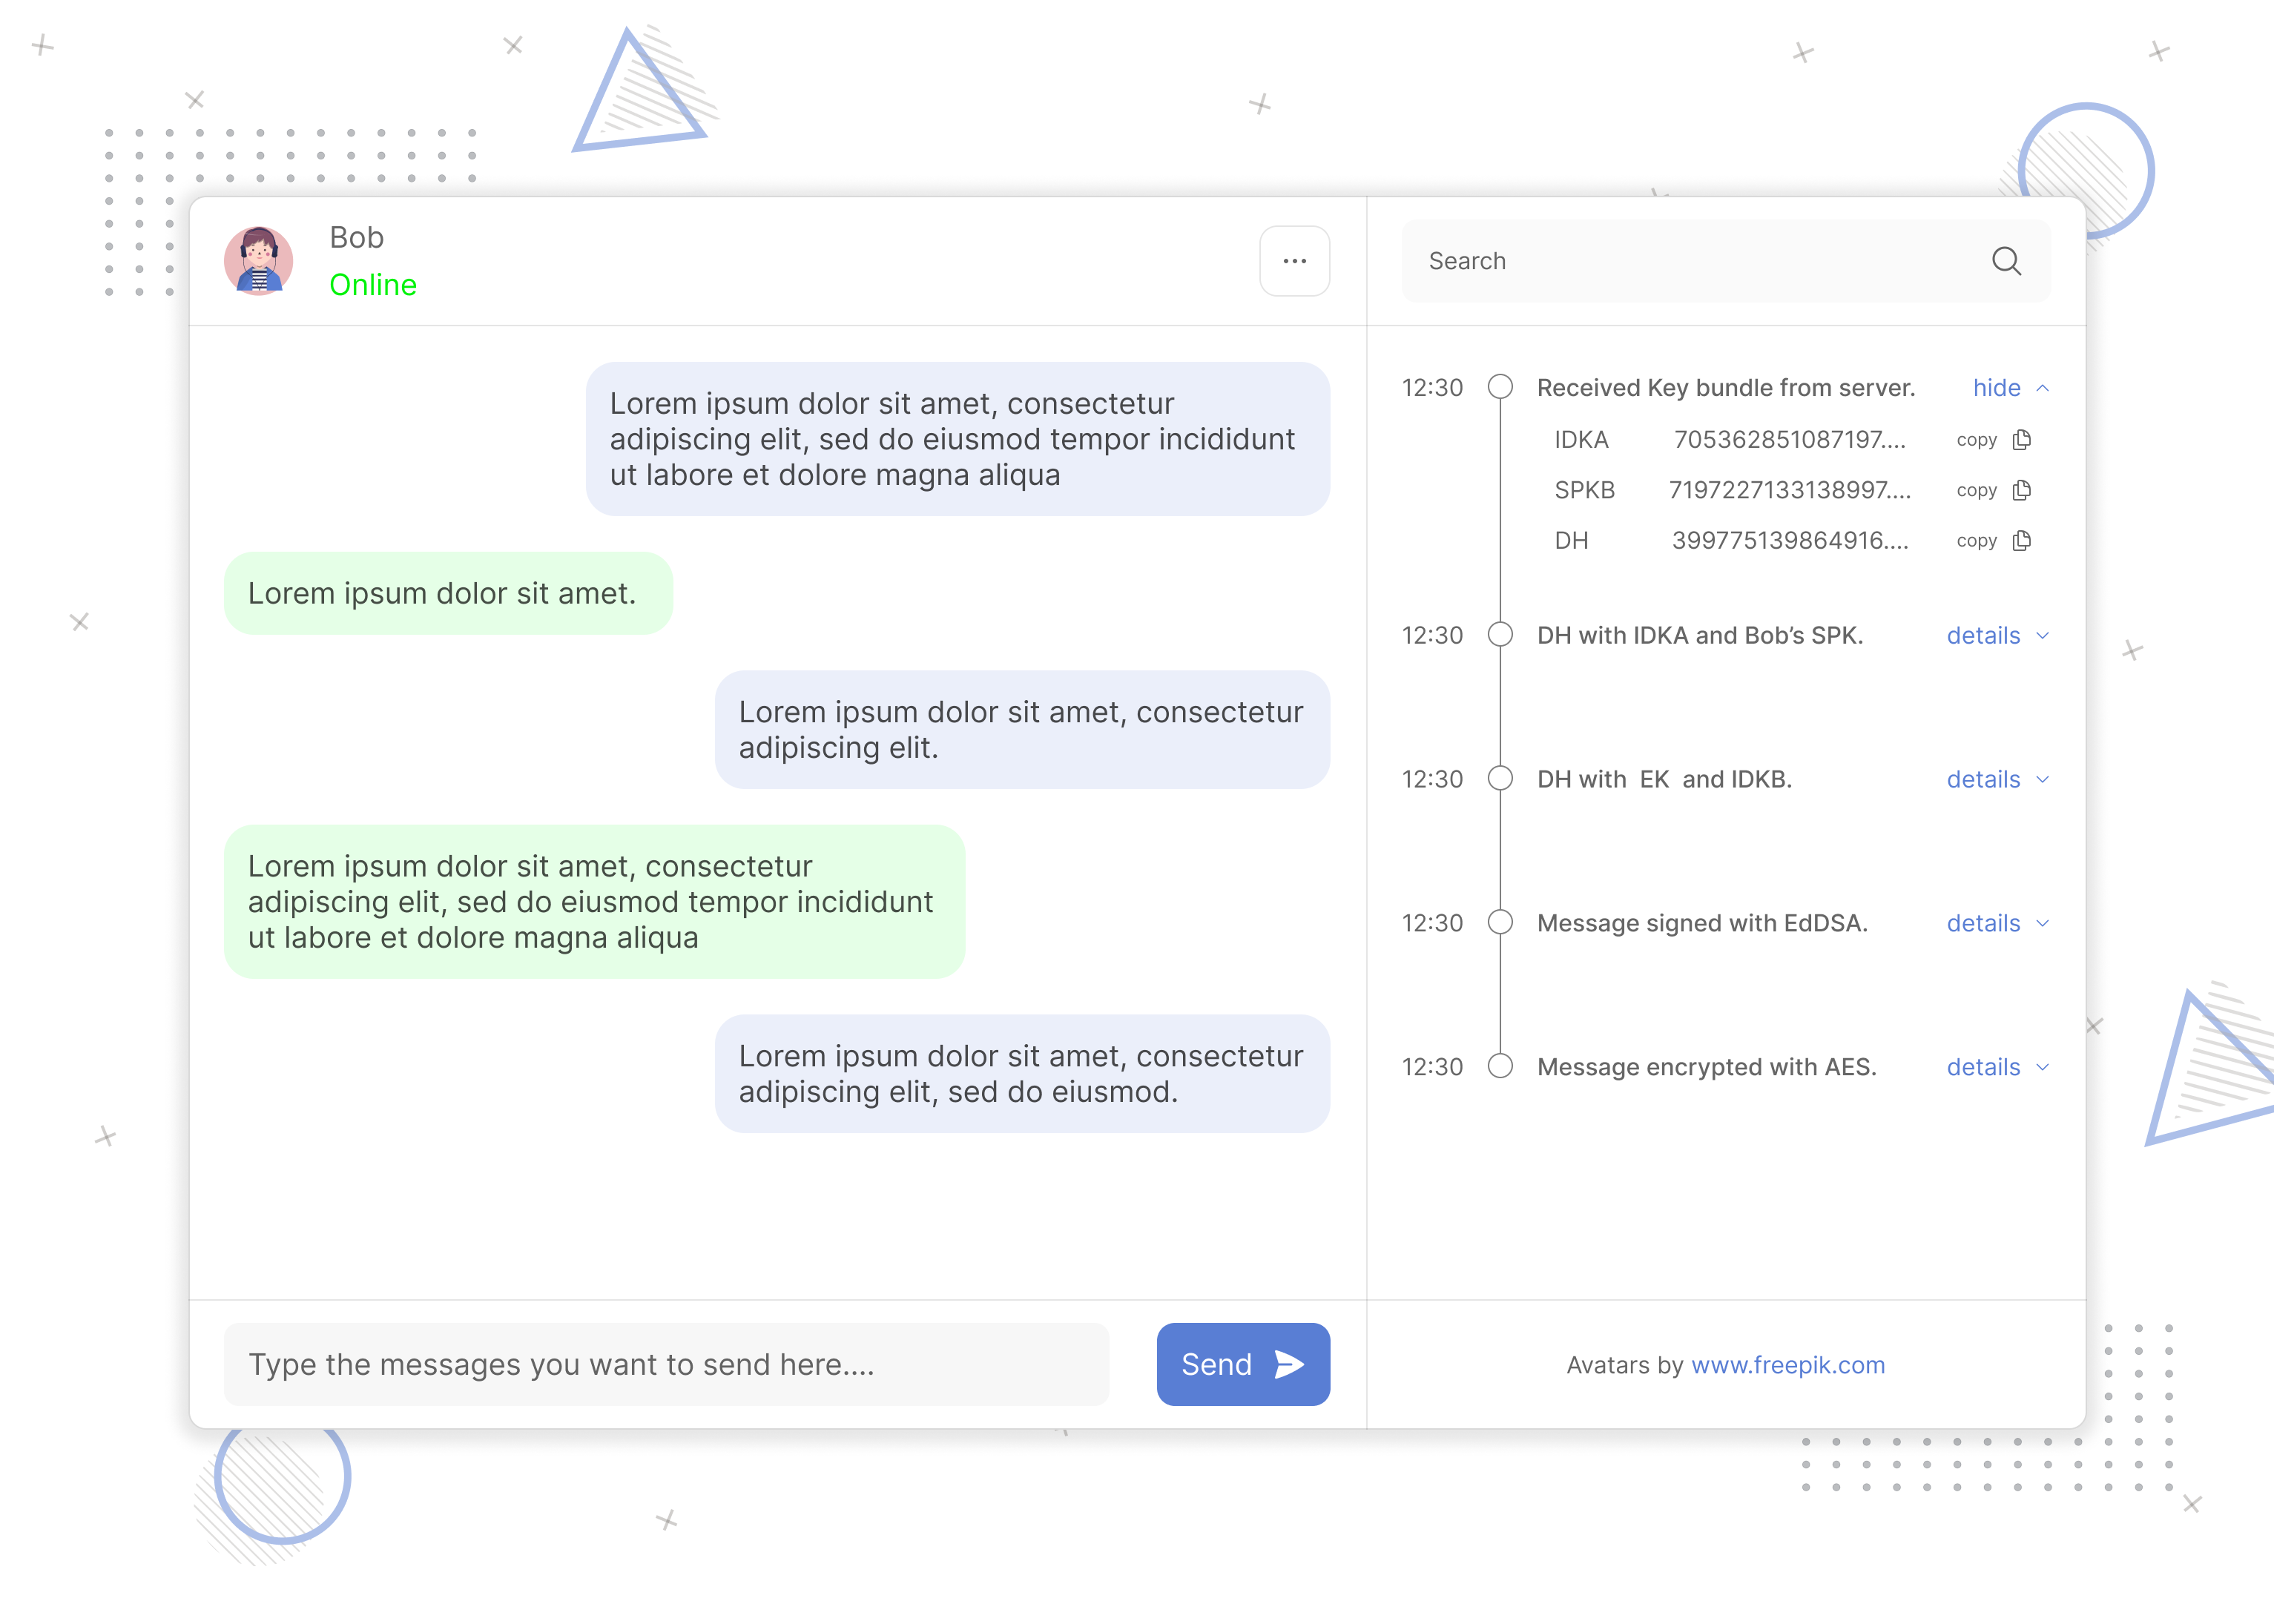 Bob
Online
Lorem ipsum dolor sit amet, consectetur
adipiscing elit, sed do eiusmod tempor incididunt
ut labore et dolore magna aliqua
Lorem ipsum dolor sit amet.
Lorem ipsum dolor sit amet, consectetur
adipiscing elit.
Lorem ipsum dolor sit amet, consectetur
adipiscing elit, sed do eiusmod tempor incididunt
ut labore et dolore magna aliqua
Lorem ipsum dolor sit amet, consectetur
adipiscing elit, sed do eiusmod.
Type the messages you want to send here....
Send
Search
12:30 Received Key bundle from server. hide
IDKA 705362851087197.... copy
SPKB 7197227133138997.... copy
DH 399775139864916.... copy
12:30 DH with IDKA and Bob’s SPK. details
12:30 DH with EK and IDKB. details
12:30 Message signed with EdDSA. details
12:30 Message encrypted with AES. details
Avatars by www.freepik.com